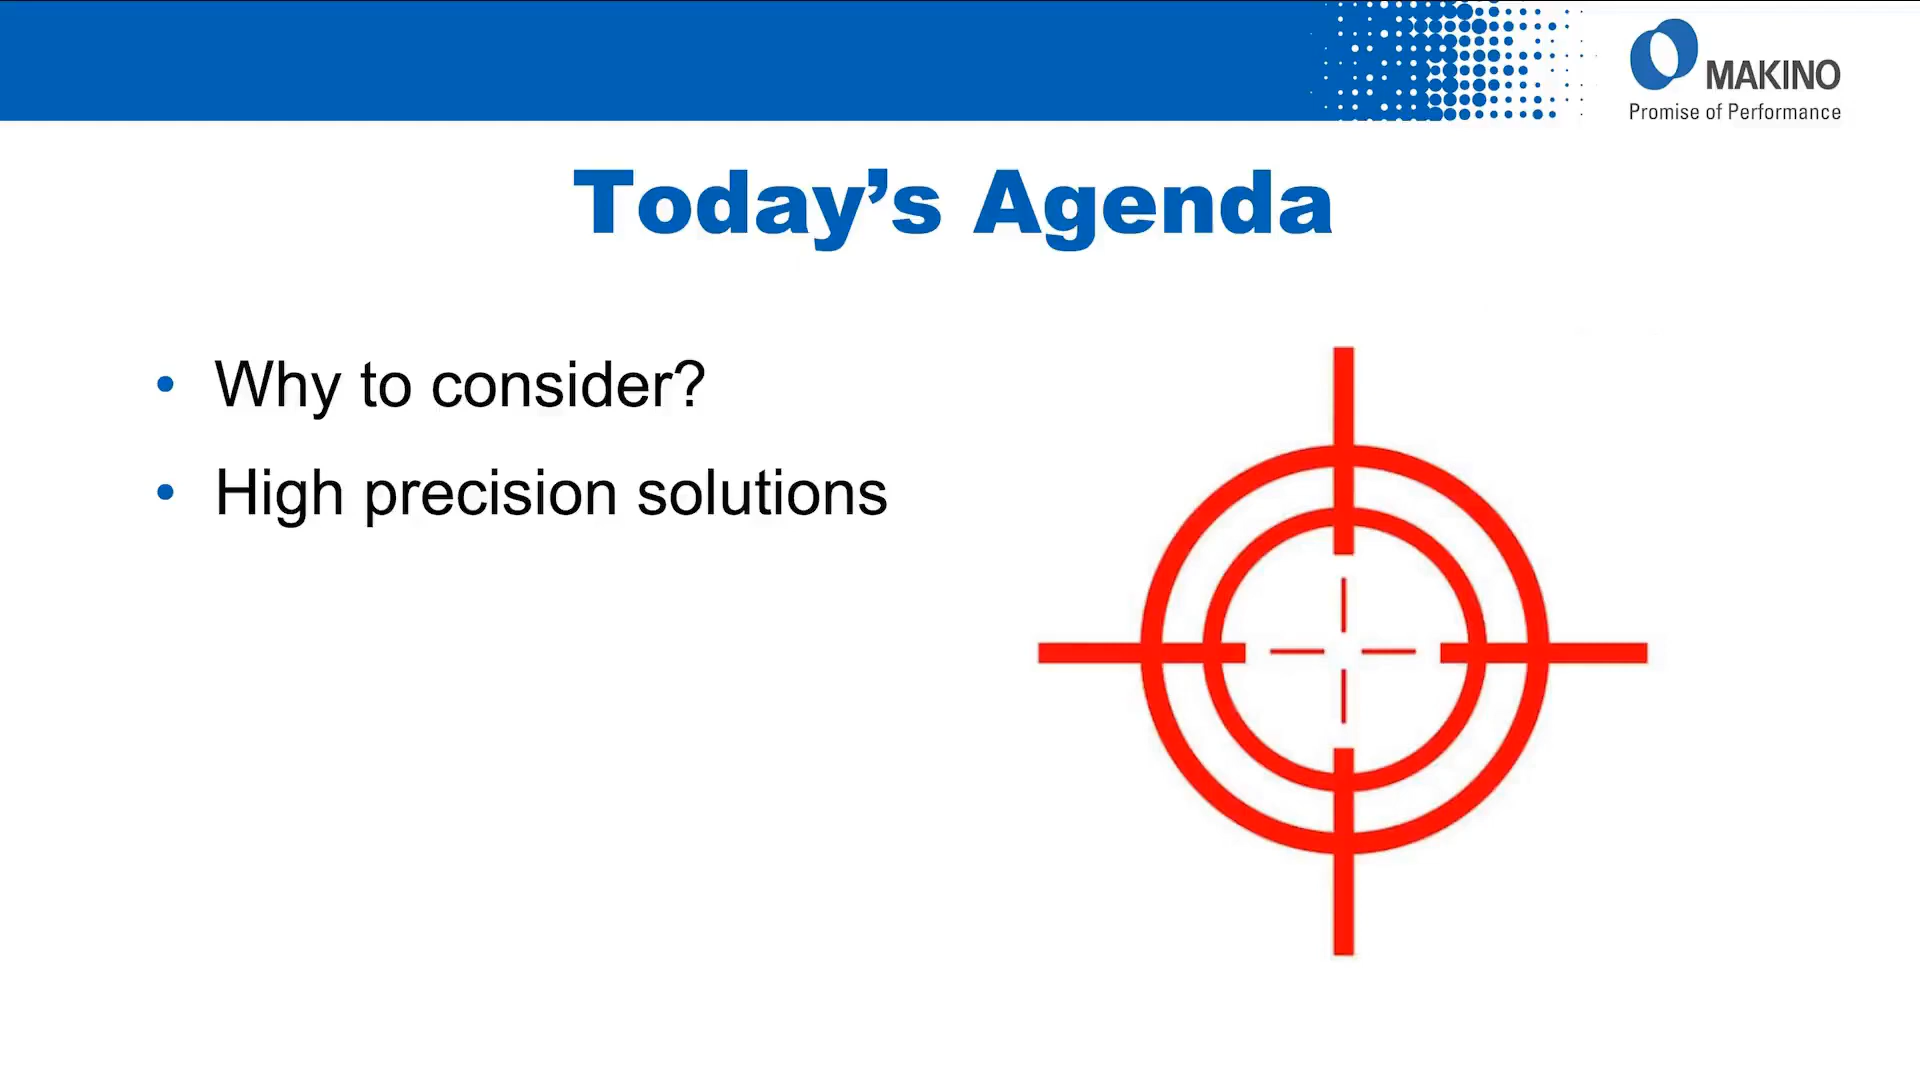 MAKINO
Promise of Performance
Today’s Agenda
• Why to consider?
• High precision solutions